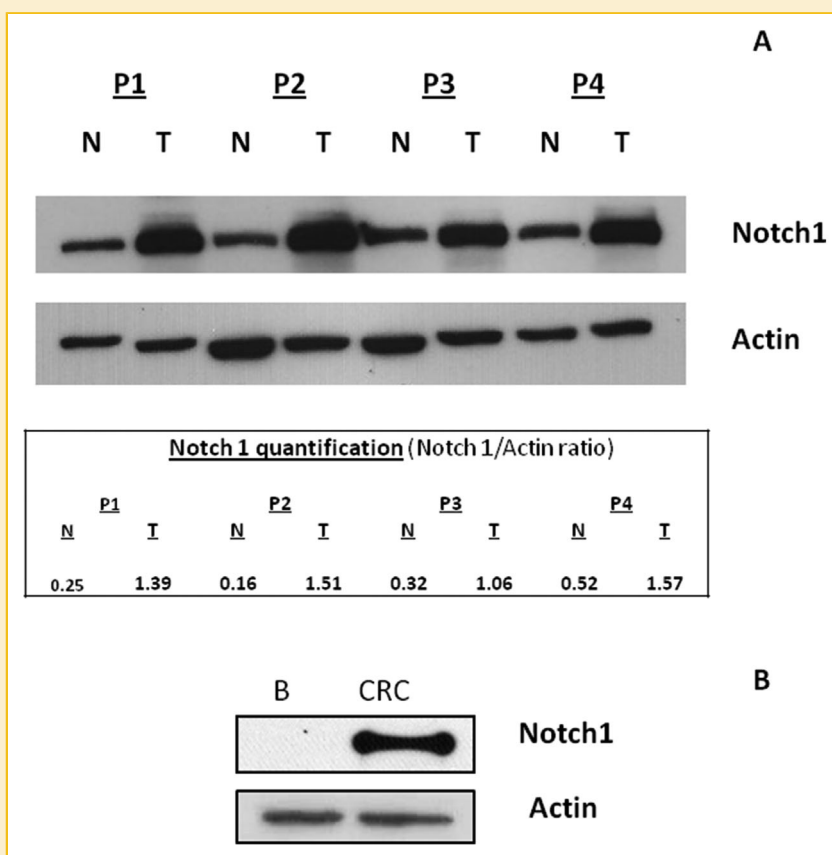 A
P1 P2 P3 P4
N T N T N T N T
Notch1
Actin
Notch 1 quantification (Notch 1/Actin ratio)
P1 P2 P3 P4
N T N T N T N T
0.25 1.39 0.16 1.51 0.32 1.06 0.52 1.57
B
B CRC
Notch1
Actin